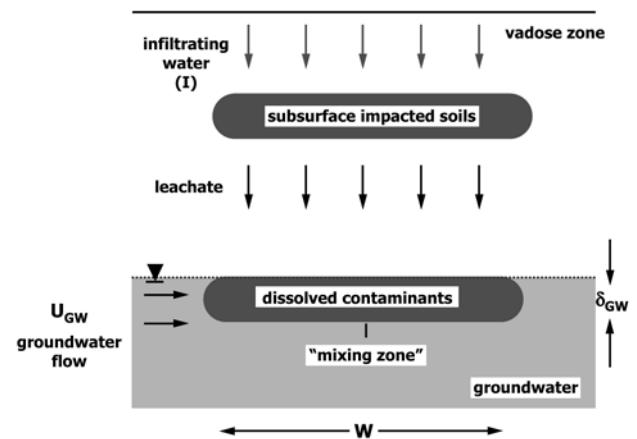 infiltrating
water
(I)
vadose zone
subsurface impacted soils
leachate
dissolved contaminants
U_GW
groundwater
flow
δ_GW
"mixing zone"
groundwater
W